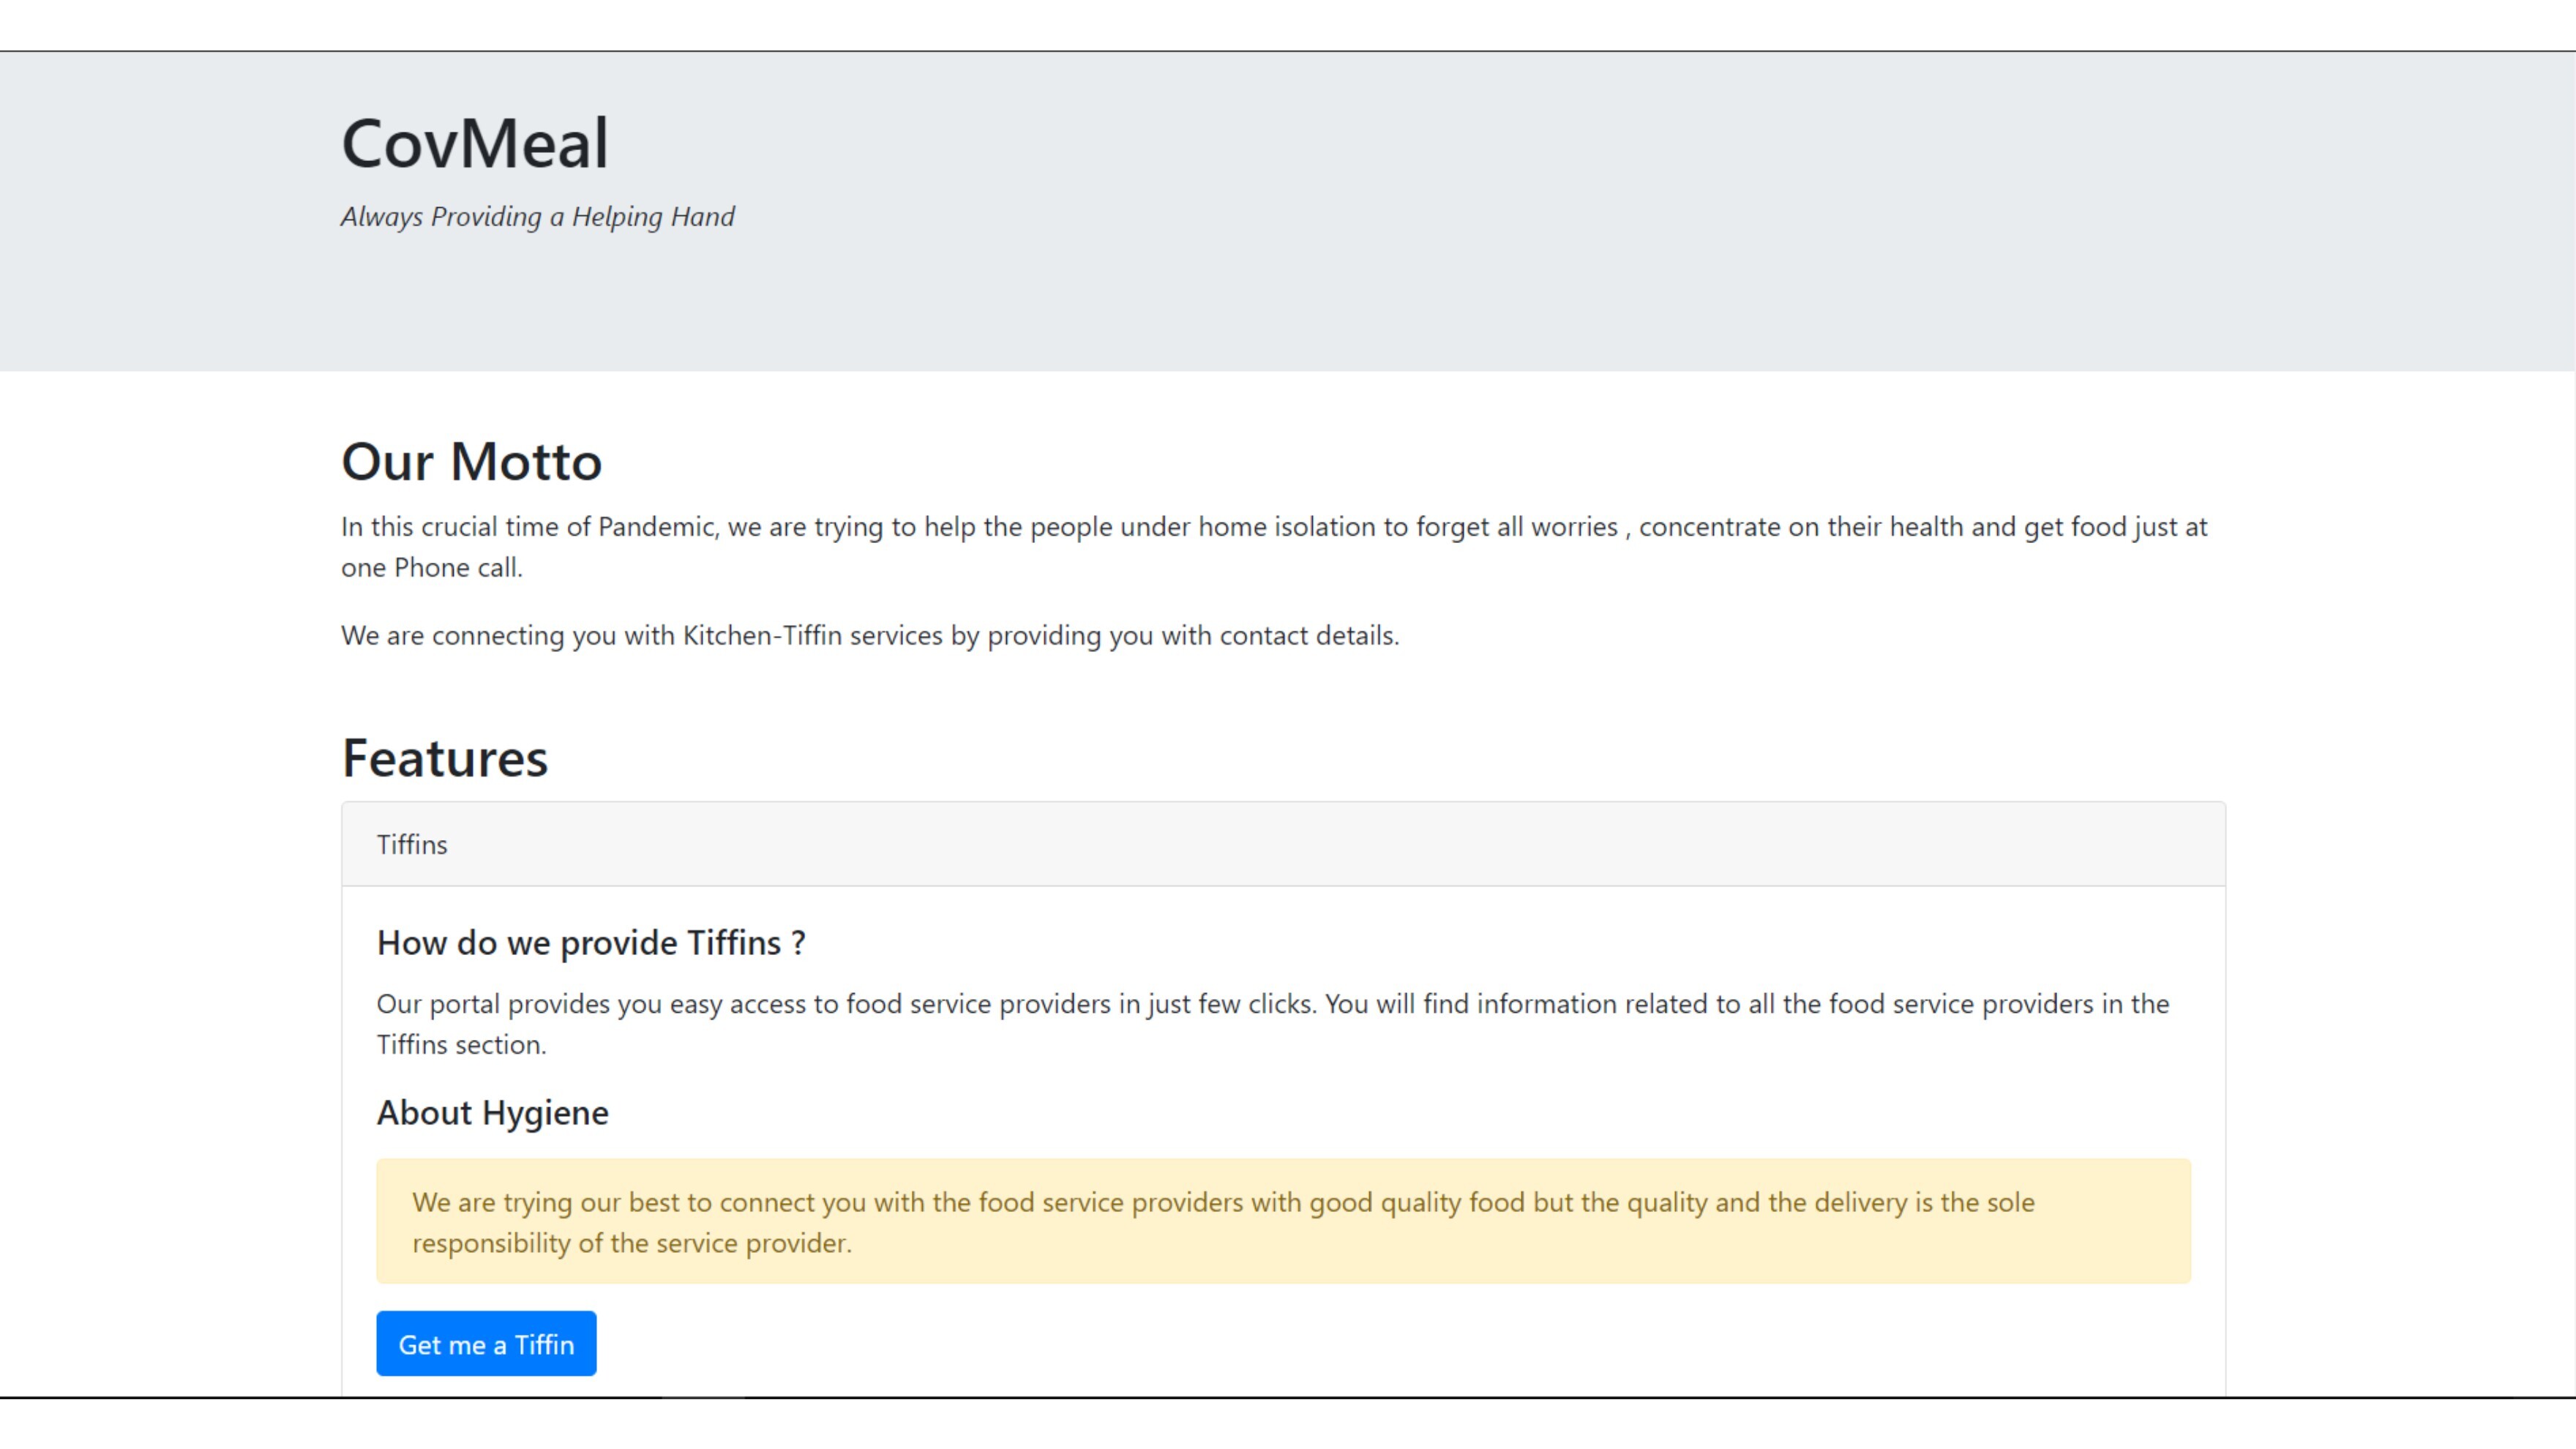 CovMeal
Always Providing a Helping Hand
Our Motto
In this crucial time of Pandemic, we are trying to help the people under home isolation to forget all worries , concentrate on their health and get food just at
one Phone call.
We are connecting you with Kitchen-Tiffin services by providing you with contact details.
Features
Tiffins
How do we provide Tiffins ?
Our portal provides you easy access to food service providers in just few clicks. You will find information related to all the food service providers in the
Tiffins section.
About Hygiene
We are trying our best to connect you with the food service providers with good quality food but the quality and the delivery is the sole
responsibility of the service provider.
Get me a Tiffin